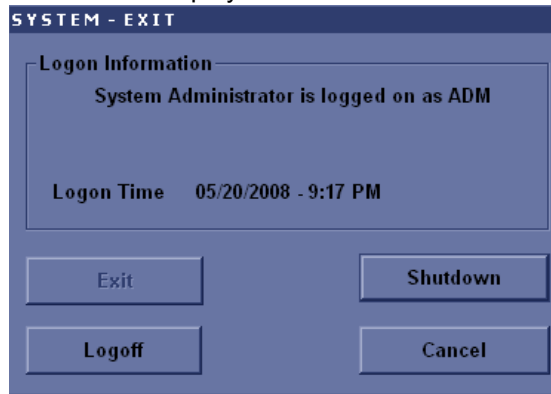 SYSTEM - EXIT
Logon Information
System Administrator is logged on as ADM
Logon Time 05/20/2008 - 9:17 PM
Exit Shutdown
Logoff Cancel